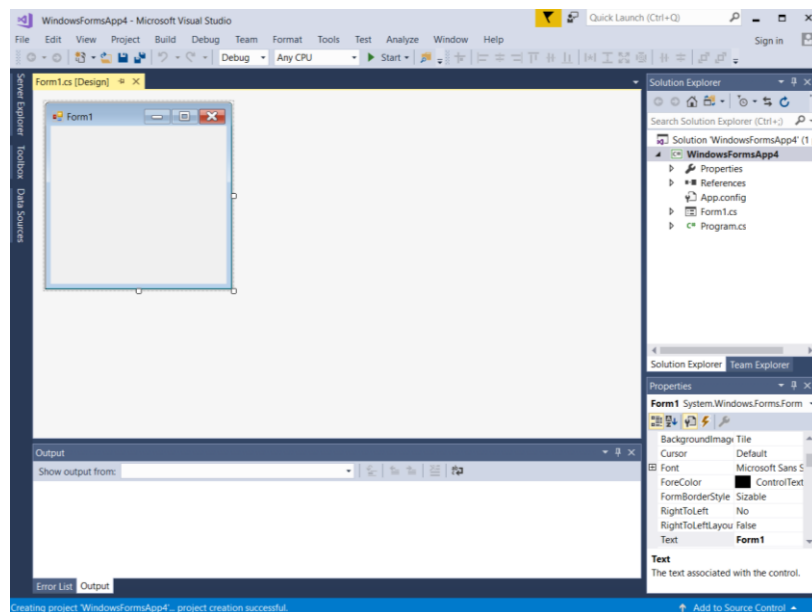 WindowsFormsApp4 - Microsoft Visual Studio
Quick Launch (Ctrl+Q)
File Edit View Project Build Debug Team Format Tools Test Analyze Window Help
Sign in
Debug Any CPU Start
Server Explorer
Toolbox
Data Sources
Form1.cs [Design]
Form1
Solution Explorer
Search Solution Explorer (Ctrl+;)
Solution 'WindowsFormsApp4' (1
WindowsFormsApp4
Properties
References
App.config
Form1.cs
Program.cs
Solution Explorer Team Explorer
Properties
Form1 System.Windows.Forms.Form
BackgroundImag Tile
Cursor Default
Font Microsoft Sans S
ForeColor ControlText
FormBorderStyle Sizable
RightToLeft No
RightToLeftLayou False
Text Form1
Text
The text associated with the control.
Output
Show output from:
Error List Output
Creating project 'WindowsFormsApp4'... project creation successful.
Add to Source Control